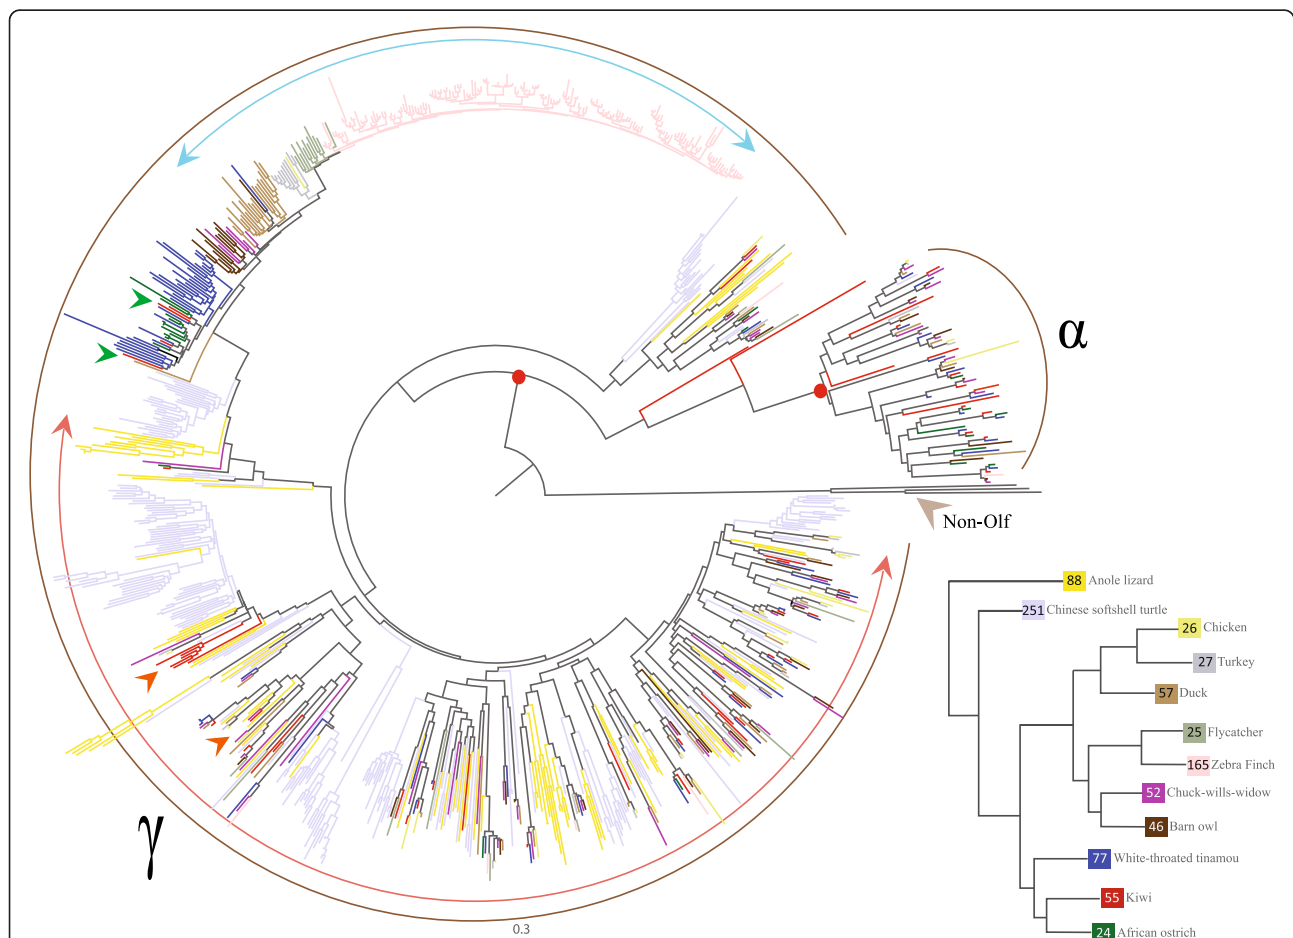 α
Non-Olf
γ
0.3
88 Anole lizard
251 Chinese softshell turtle
26 Chicken
27 Turkey
57 Duck
25 Flycatcher
165 Zebra Finch
52 Chuck-wills-widow
46 Barn owl
77 White-throated tinamou
55 Kiwi
24 African ostrich